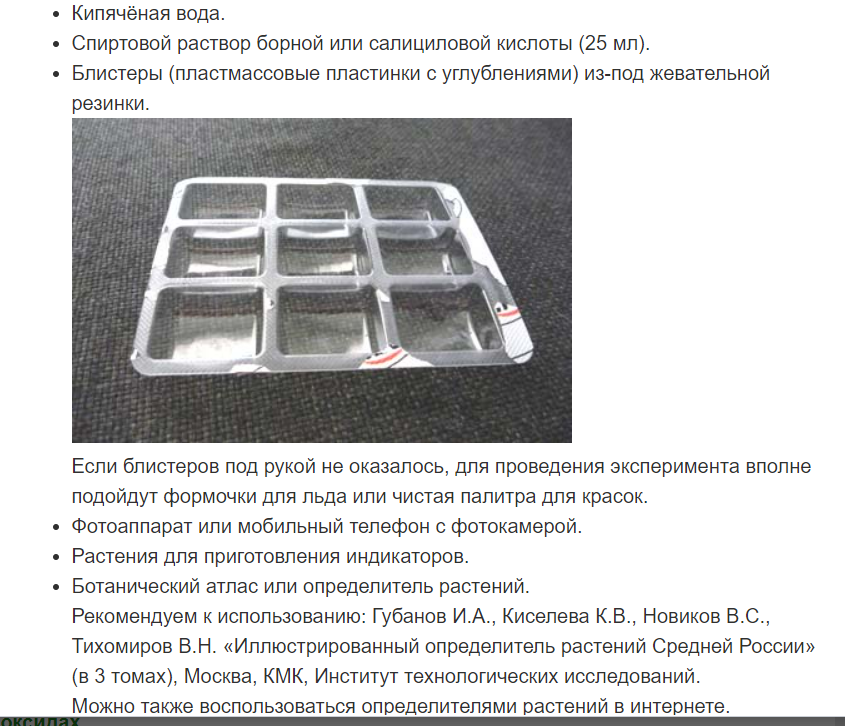 Кипячёная вода.
Спиртовой раствор борной или салициловой кислоты (25 мл).
Блистеры (пластмассовые пластинки с углублениями) из-под жевательной
резинки.
Если блистеров под рукой не оказалось, для проведения эксперимента вполне
подойдут формочки для льда или чистая палитра для красок.
Фотоаппарат или мобильный телефон с фотокамерой.
Растения для приготовления индикаторов.
Ботанический атлас или определитель растений.
Рекомендуем к использованию: Губанов И.А., Киселева К.В., Новиков В.С.,
Тихомиров В.Н. «Иллюстрированный определитель растений Средней России»
(в 3 томах), Москва, КМК, Институт технологических исследований.
Можно также воспользоваться определителями растений в интернете.